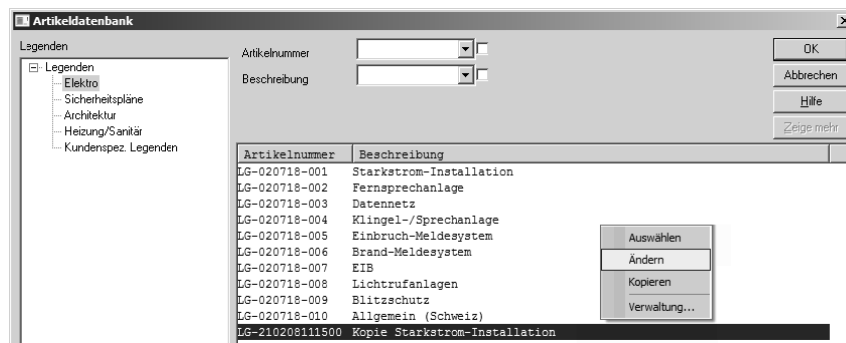 Artikeldatenbank
Legenden
Legenden
Elektro
Sicherheitspläne
Architektur
Heizung/Sanitär
Kundenspez. Legenden
Artikelnummer
Beschreibung
OK
Abbrechen
Hilfe
Zeige mehr
Artikelnummer Beschreibung
LG-020718-001 Starkstrom-Installation
LG-020718-002 Fernsprechanlage
LG-020718-003 Datennetz
LG-020718-004 Klingel-/Sprechanlage
LG-020718-005 Einbruch-Meldesystem
LG-020718-006 Brand-Meldesystem
LG-020718-007 EIB
LG-020718-008 Lichtrufanlagen
LG-020718-009 Blitzschutz
LG-020718-010 Allgemein (Schweiz)
LG-210208111500 Kopie Starkstrom-Installation
Auswählen
Ändern
Kopieren
Verwaltung...